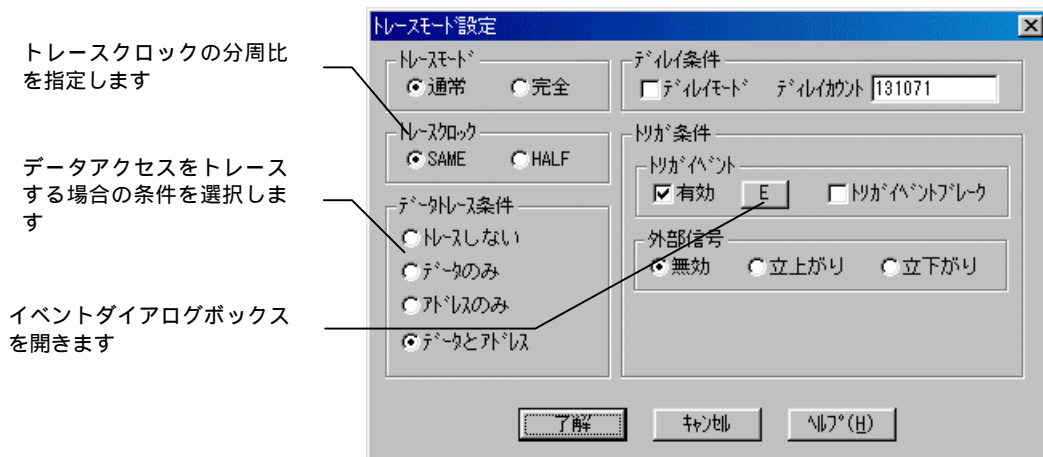 トレースクロックの分周比
を指定します
データアクセスをトレース
する場合の条件を選択しま
す
イベントダイアログボックス
を開きます
ﾄﾚｰｽﾓｰﾄﾞ設定
ﾄﾚｰｽﾓｰﾄﾞ
通常 完全
ﾄﾚｰｽｸﾛｯｸ
SAME HALF
ﾃﾞｰﾀﾄﾚｰｽ条件
ﾄﾚｰｽしない
ﾃﾞｰﾀのみ
ｱﾄﾞﾚｽのみ
ﾃﾞｰﾀとｱﾄﾞﾚｽ
ﾃﾞｨﾚｲ条件
ﾃﾞｨﾚｲﾓｰﾄﾞ ﾃﾞｨﾚｲｶｳﾝﾄ 131071
ﾄﾘｶﾞ条件
ﾄﾘｶﾞｲﾍﾞﾝﾄ
有効 E ﾄﾘｶﾞｲﾍﾞﾝﾄﾌﾞﾚｰｸ
外部信号
無効 立上がり 立下がり
了解 ｷｬﾝｾﾙ ﾍﾙﾌﾟ(H)